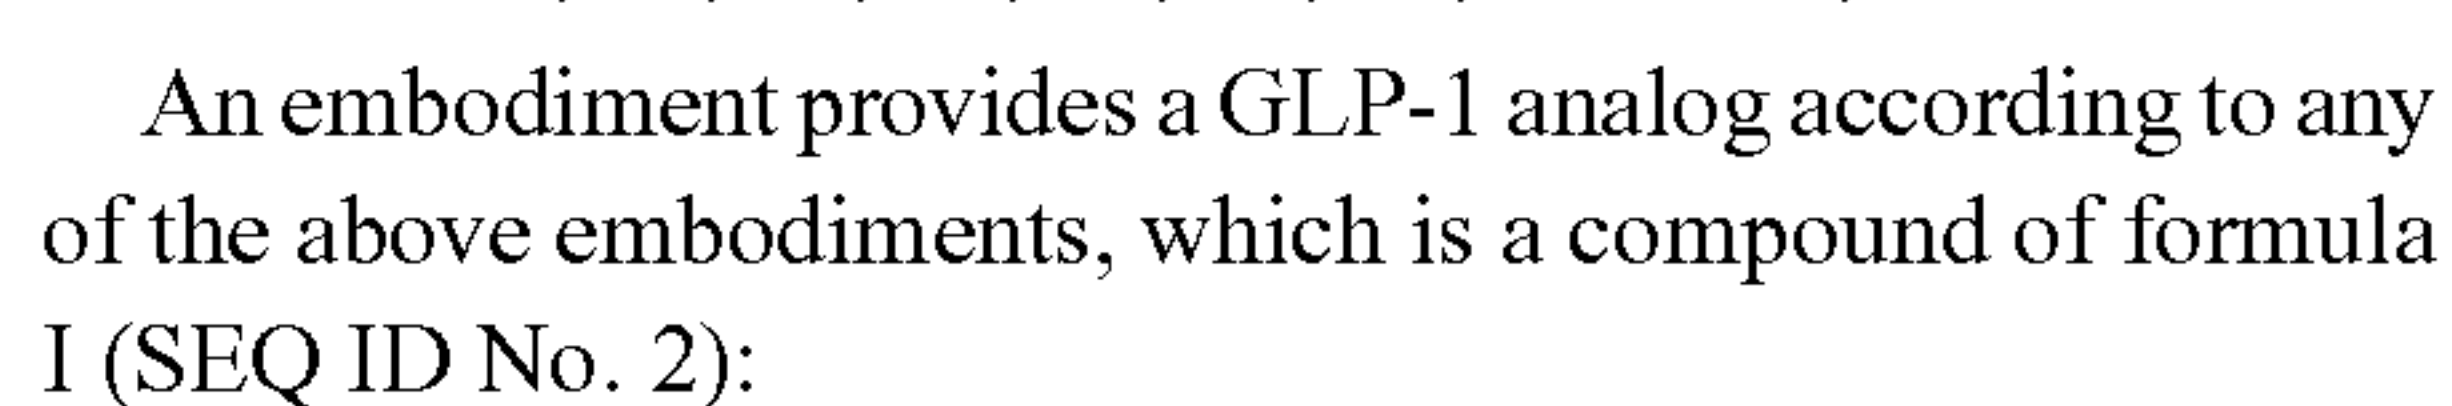 An embodiment provides a GLP-1 analog according to any
of the above embodiments, which is a compound of formula
I (SEQ ID No. 2):